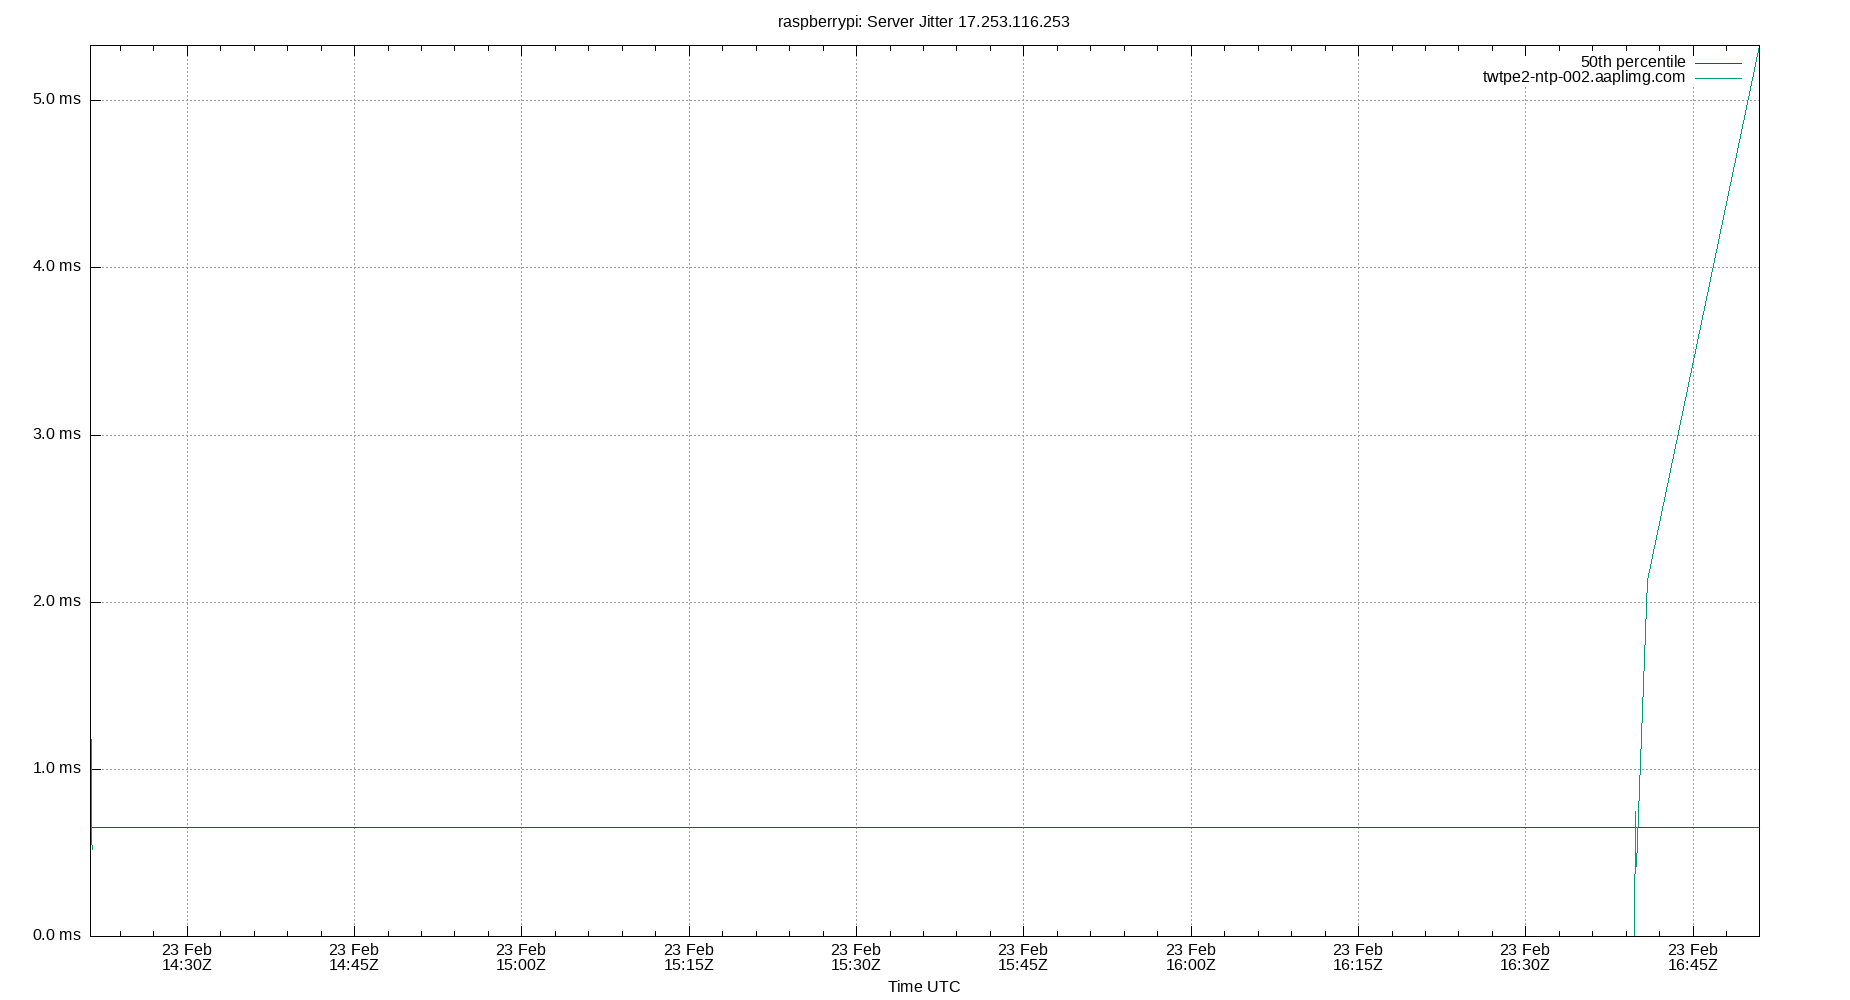 raspberrypi: Server Jitter 17.253.116.253
50th percentile
twtpe2-ntp-002.aaplimg.com
5.0 ms
4.0 ms
3.0 ms
2.0 ms
1.0 ms
0.0 ms
23 Feb 23 Feb 23 Feb 23 Feb 23 Feb 23 Feb 23 Feb 23 Feb 23 Feb 23 Feb
14:30Z 14:45Z 15:00Z 15:15Z 15:30Z 15:45Z 16:00Z 16:15Z 16:30Z 16:45Z
Time UTC